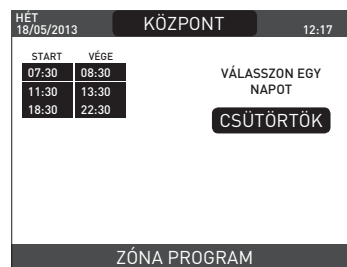 HÉT
18/05/2013
KÖZPONT
12:17
START VÉGE
07:30 08:30
11:30 13:30
18:30 22:30
VÁLASSZON EGY
NAPOT
CSÜTÖRTÖK
ZÓNA PROGRAM